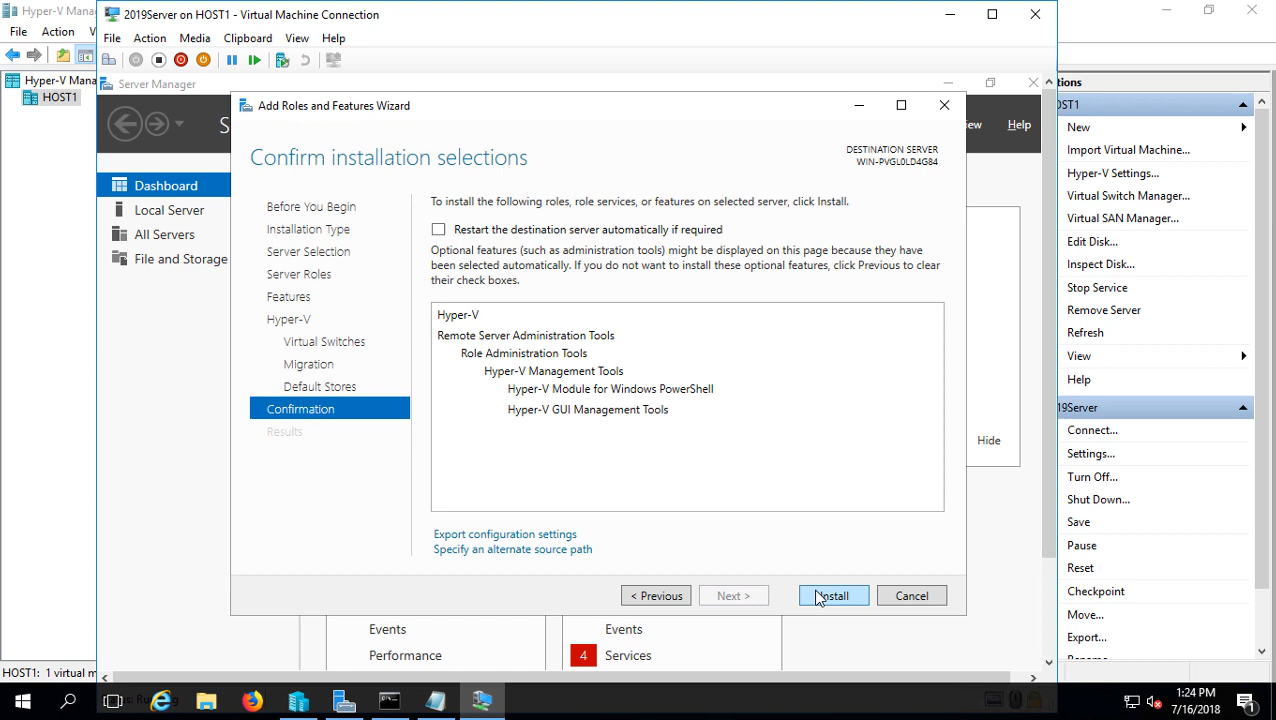 Hyper-V Mana
File
Action
HOST1
Hyper-V Mana
HOST1: 1 virtual m
2019Server on HOST1 - Virtual Machine Connection
File Action Media Clipboard View Help
Server Manager
Help
Dashboard
Local Server
All Servers
File and Storage
Add Roles and Features Wizard
Confirm installation selections
DESTINATION SERVER
WIN-PVGL0LD4G84
Before You Begin
Installation Type
Server Selection
Server Roles
Features
Hyper-V
Virtual Switches
Migration
Default Stores
Confirmation
Results
To install the following roles, role services, or features on selected server, click Install.
Restart the destination server automatically if required
Optional features (such as administration tools) might be displayed on this page because they have
been selected automatically. If you do not want to install these optional features, click Previous to clear
their check boxes.
Hyper-V
Remote Server Administration Tools
Role Administration Tools
Hyper-V Management Tools
Hyper-V Module for Windows PowerShell
Hyper-V GUI Management Tools
Export configuration settings
Specify an alternate source path
< Previous
Next >
Install
Cancel
Hide
Events
Performance
Events
4 Services
tions
OST1
New
Import Virtual Machine...
Hyper-V Settings...
Virtual Switch Manager...
Virtual SAN Manager...
Edit Disk...
Inspect Disk...
Stop Service
Remove Server
Refresh
View
Help
19Server
Connect...
Settings...
Turn Off...
Shut Down...
Save
Pause
Reset
Checkpoint
Move...
Export...
1:24 PM
7/16/2018
1